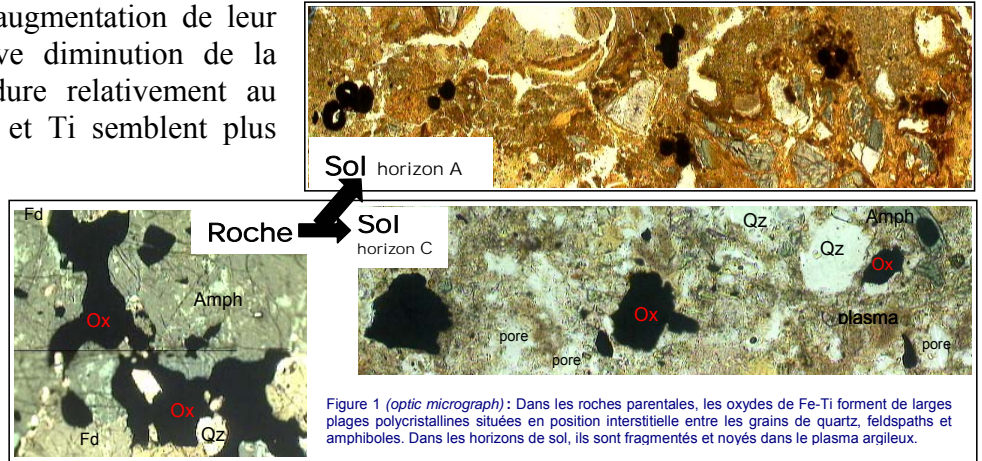 augmentation de leur
ve diminution de la
dure relativement au
et Ti semblent plus
Sol horizon A
Roche
Sol
horizon C
Fd
Amph
Ox
Ox
Qz
Fd
Qz
Amph
Qz
Ox
Ox
plasma
pore
pore
pore
Figure 1 (optic micrograph) : Dans les roches parentales, les oxydes de Fe-Ti forment de larges
plages polycristallines situées en position interstitielle entre les grains de quartz, feldspaths et
amphiboles. Dans les horizons de sol, ils sont fragmentés et noyés dans le plasma argileux.